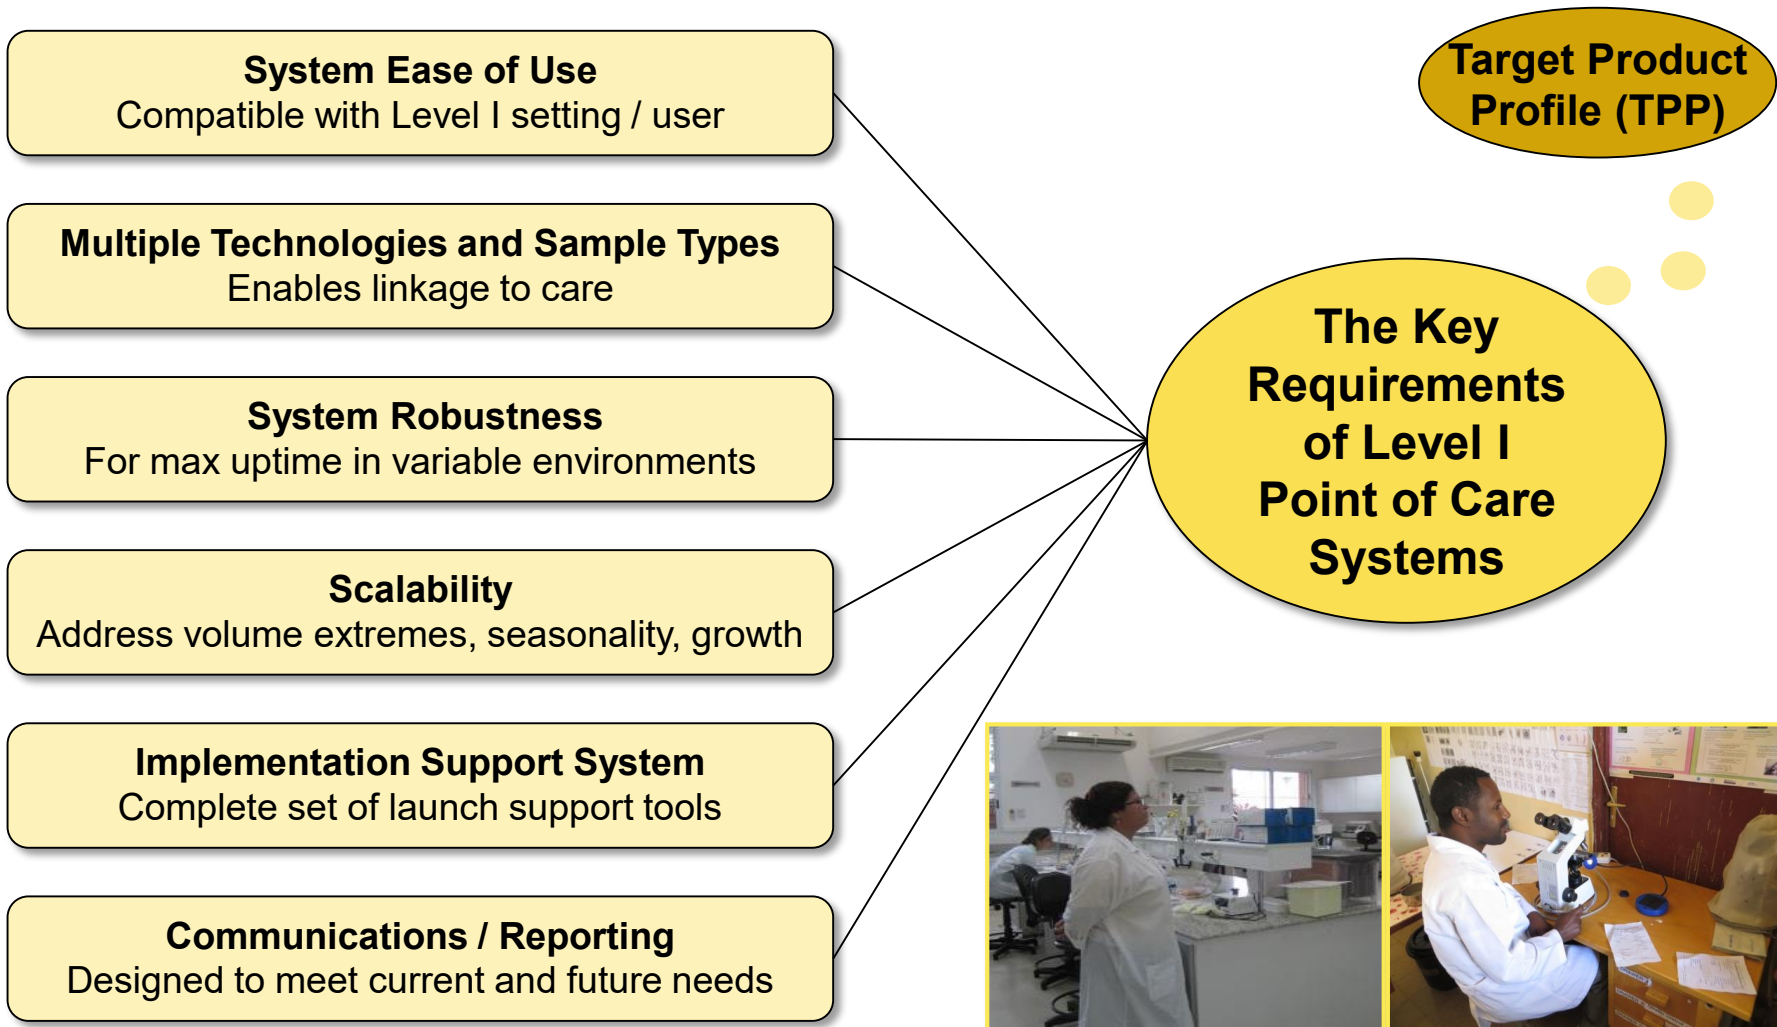 System Ease of Use
Compatible with Level I setting / user
Multiple Technologies and Sample Types
Enables linkage to care
System Robustness
For max uptime in variable environments
Scalability
Address volume extremes, seasonality, growth
Implementation Support System
Complete set of launch support tools
Communications / Reporting
Designed to meet current and future needs
Target Product
Profile (TPP)
The Key
Requirements
of Level I
Point of Care
Systems